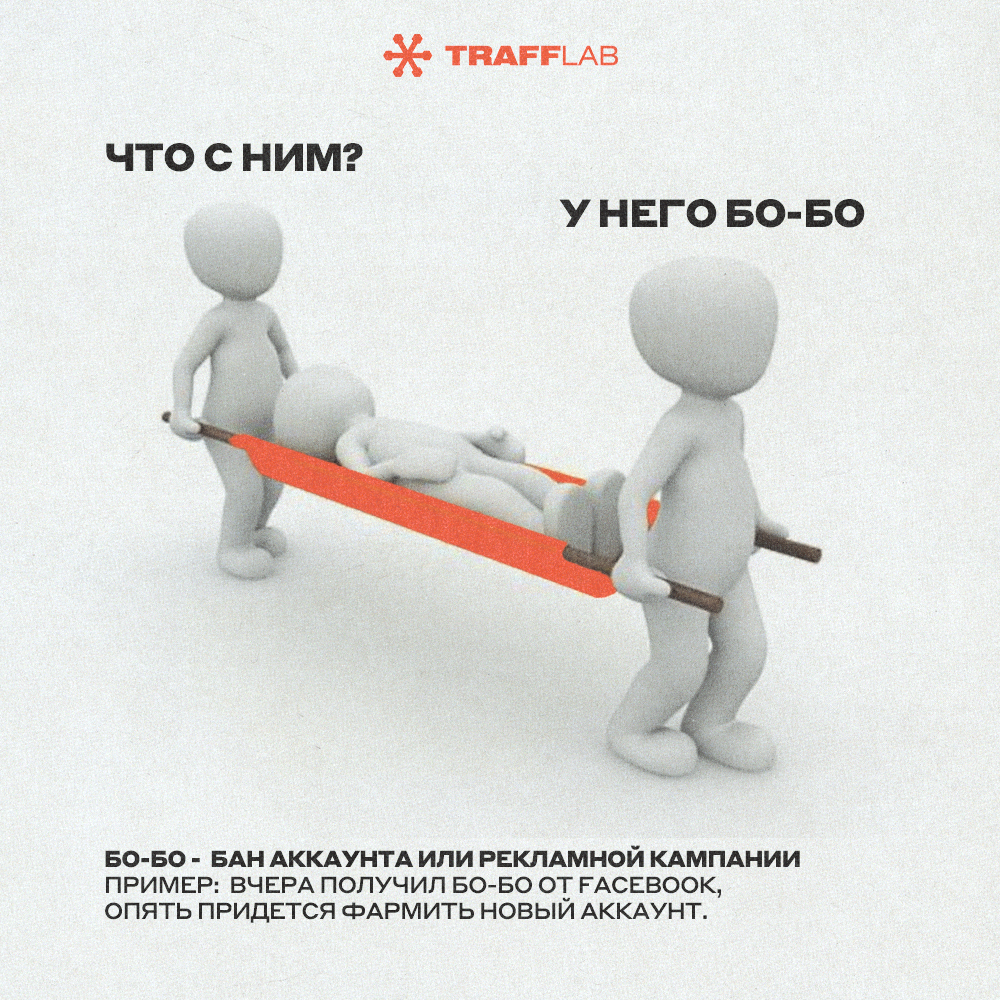 TRAFFLAB
ЧТО С НИМ?
У НЕГО БО-БО
БО-БО - БАН АККАУНТА ИЛИ РЕКЛАМНОЙ КАМПАНИИ
ПРИМЕР: ВЧЕРА ПОЛУЧИЛ БО-БО ОТ FACEBOOK,
ОПЯТЬ ПРИДЕТСЯ ФАРМИТЬ НОВЫЙ АККАУНТ.